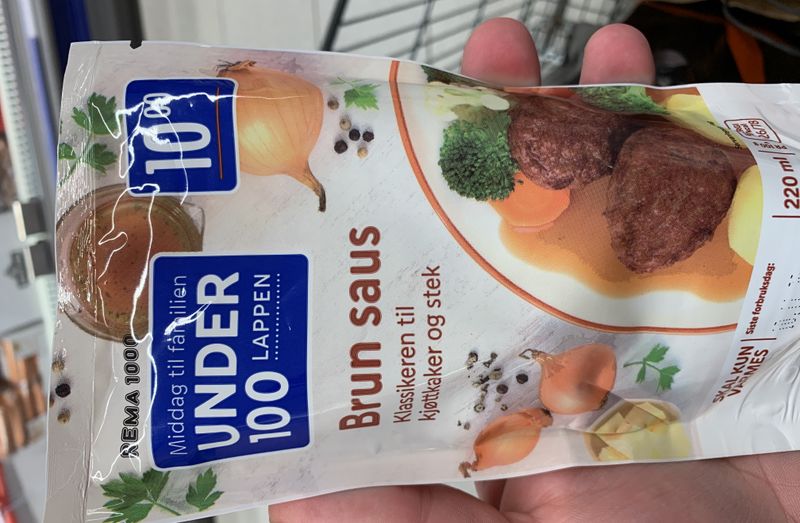 10 00
REMA 1000
Middag til familien
UNDER
100 LAPPEN
Brun saus
Klassikeren til
kjøttkaker og stek
SKAL KUN
VARMES
Siste forbruksdag:
220 ml